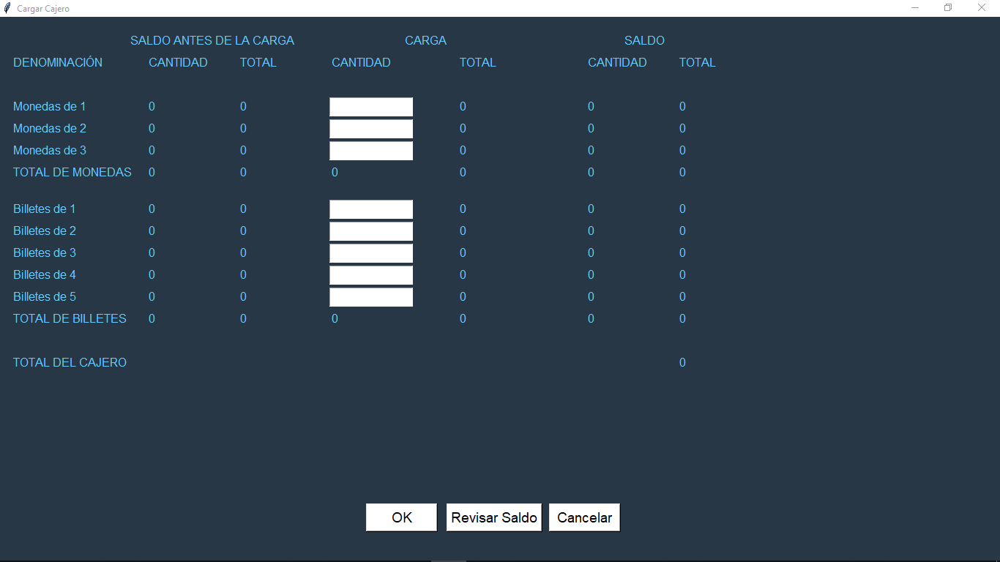 Cargar Cajero
SALDO ANTES DE LA CARGA CARGA SALDO
DENOMINACIÓN CANTIDAD TOTAL CANTIDAD TOTAL CANTIDAD TOTAL
Monedas de 1 0 0 0 0 0
Monedas de 2 0 0 0 0 0
Monedas de 3 0 0 0 0 0
TOTAL DE MONEDAS 0 0 0 0 0 0
Billetes de 1 0 0 0 0 0
Billetes de 2 0 0 0 0 0
Billetes de 3 0 0 0 0 0
Billetes de 4 0 0 0 0 0
Billetes de 5 0 0 0 0 0
TOTAL DE BILLETES 0 0 0 0 0 0
TOTAL DEL CAJERO 0
OK Revisar Saldo Cancelar